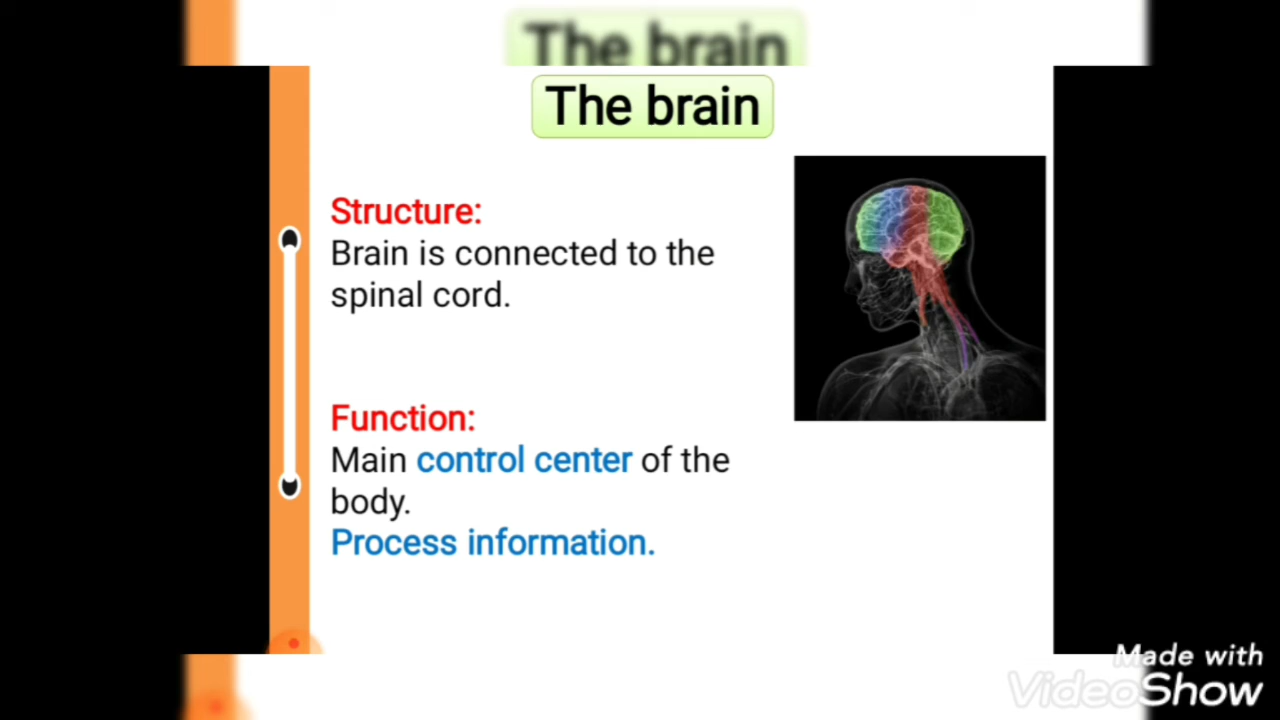 The brain
The brain
Structure:
Brain is connected to the
spinal cord.
Function:
Main control center of the
body.
Process information.
Made with
VideoShow